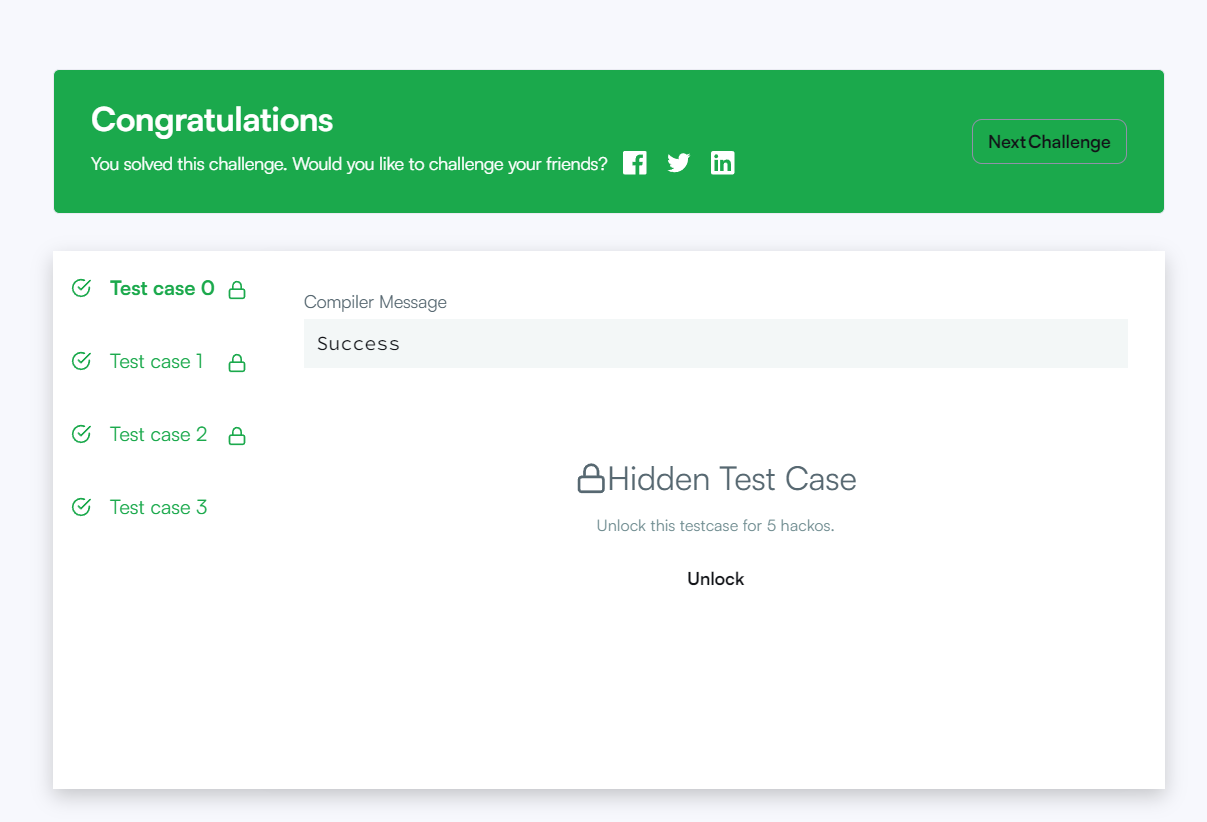 Congratulations
You solved this challenge. Would you like to challenge your friends?
Next Challenge
Test case 0
Test case 1
Test case 2
Test case 3
Compiler Message
Success
Hidden Test Case
Unlock this testcase for 5 hackos.
Unlock